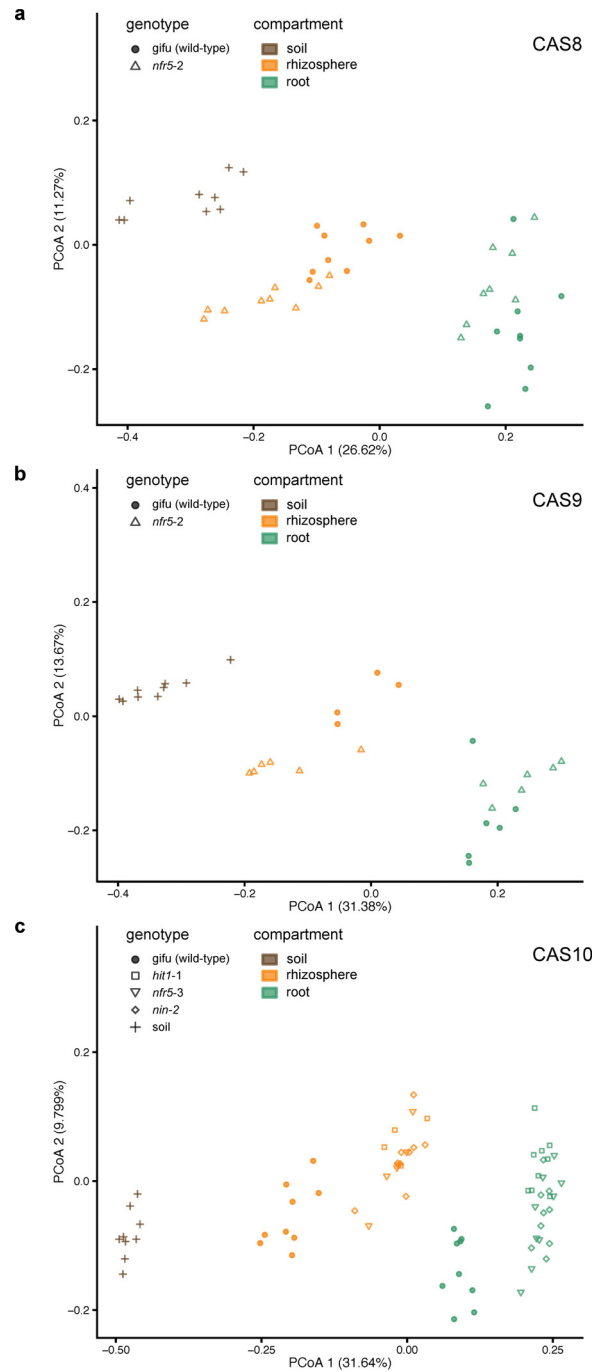 a
genotype
compartment
CAS8
gifu (wild-type)
soil
nfr5-2
rhizosphere
root
0.2
0.0
−0.2
PCoA 2 (11.27%)
−0.4
−0.2
0.0
0.2
PCoA 1 (26.62%)
b
genotype
compartment
CAS9
gifu (wild-type)
soil
nfr5-2
rhizosphere
root
0.4
0.2
0.0
−0.2
PCoA 2 (13.67%)
−0.4
−0.2
0.0
0.2
PCoA 1 (31.38%)
c
genotype
compartment
CAS10
gifu (wild-type)
soil
hit1-1
rhizosphere
nfr5-3
root
nin-2
soil
0.2
0.0
−0.2
PCoA 2 (9.799%)
−0.50
−0.25
0.00
0.25
PCoA 1 (31.64%)